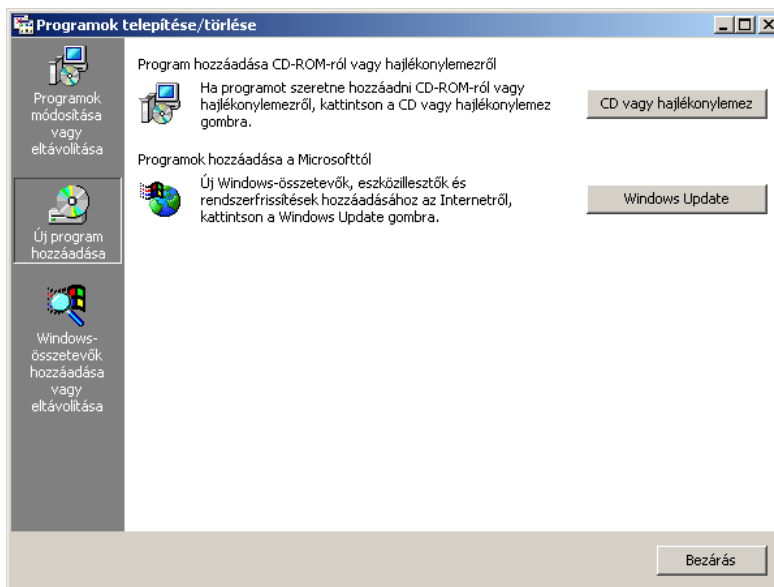 Programok telepítése/törlése
Programok
módosítása
vagy
eltávolítása
Új program
hozzáadása
Windows-
összetevők
hozzáadása
vagy
eltávolítása
Program hozzáadása CD-ROM-ról vagy hajlékonylemezről
Ha programot szeretne hozzáadni CD-ROM-ról vagy
hajlékonylemezről, kattintson a CD vagy hajlékonylemez
gombra.
CD vagy hajlékonylemez
Programok hozzáadása a Microsofttól
Új Windows-összetevők, eszközillesztők és
rendszerfrissítések hozzáadásához az Internetről,
kattintson a Windows Update gombra.
Windows Update
Bezárás